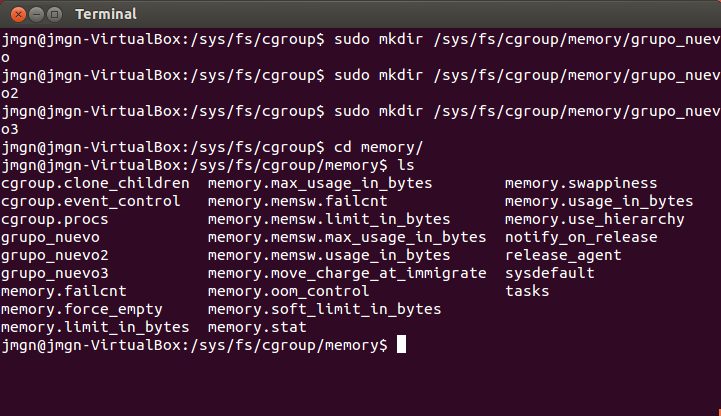 Terminal
jmgn@jmgn-VirtualBox:/sys/fs/cgroup$ sudo mkdir /sys/fs/cgroup/memory/grupo_nuev
o
jmgn@jmgn-VirtualBox:/sys/fs/cgroup$ sudo mkdir /sys/fs/cgroup/memory/grupo_nuev
o2
jmgn@jmgn-VirtualBox:/sys/fs/cgroup$ sudo mkdir /sys/fs/cgroup/memory/grupo_nuev
o3
jmgn@jmgn-VirtualBox:/sys/fs/cgroup$ cd memory/
jmgn@jmgn-VirtualBox:/sys/fs/cgroup/memory$ ls
cgroup.clone_children  memory.max_usage_in_bytes        memory.swappiness
cgroup.event_control   memory.memsw.failcnt             memory.usage_in_bytes
cgroup.procs           memory.memsw.limit_in_bytes      memory.use_hierarchy
grupo_nuevo            memory.memsw.max_usage_in_bytes  notify_on_release
grupo_nuevo2           memory.memsw.usage_in_bytes      release_agent
grupo_nuevo3           memory.move_charge_at_immigrate  sysdefault
memory.failcnt         memory.oom_control               tasks
memory.force_empty     memory.soft_limit_in_bytes
memory.limit_in_bytes  memory.stat
jmgn@jmgn-VirtualBox:/sys/fs/cgroup/memory$